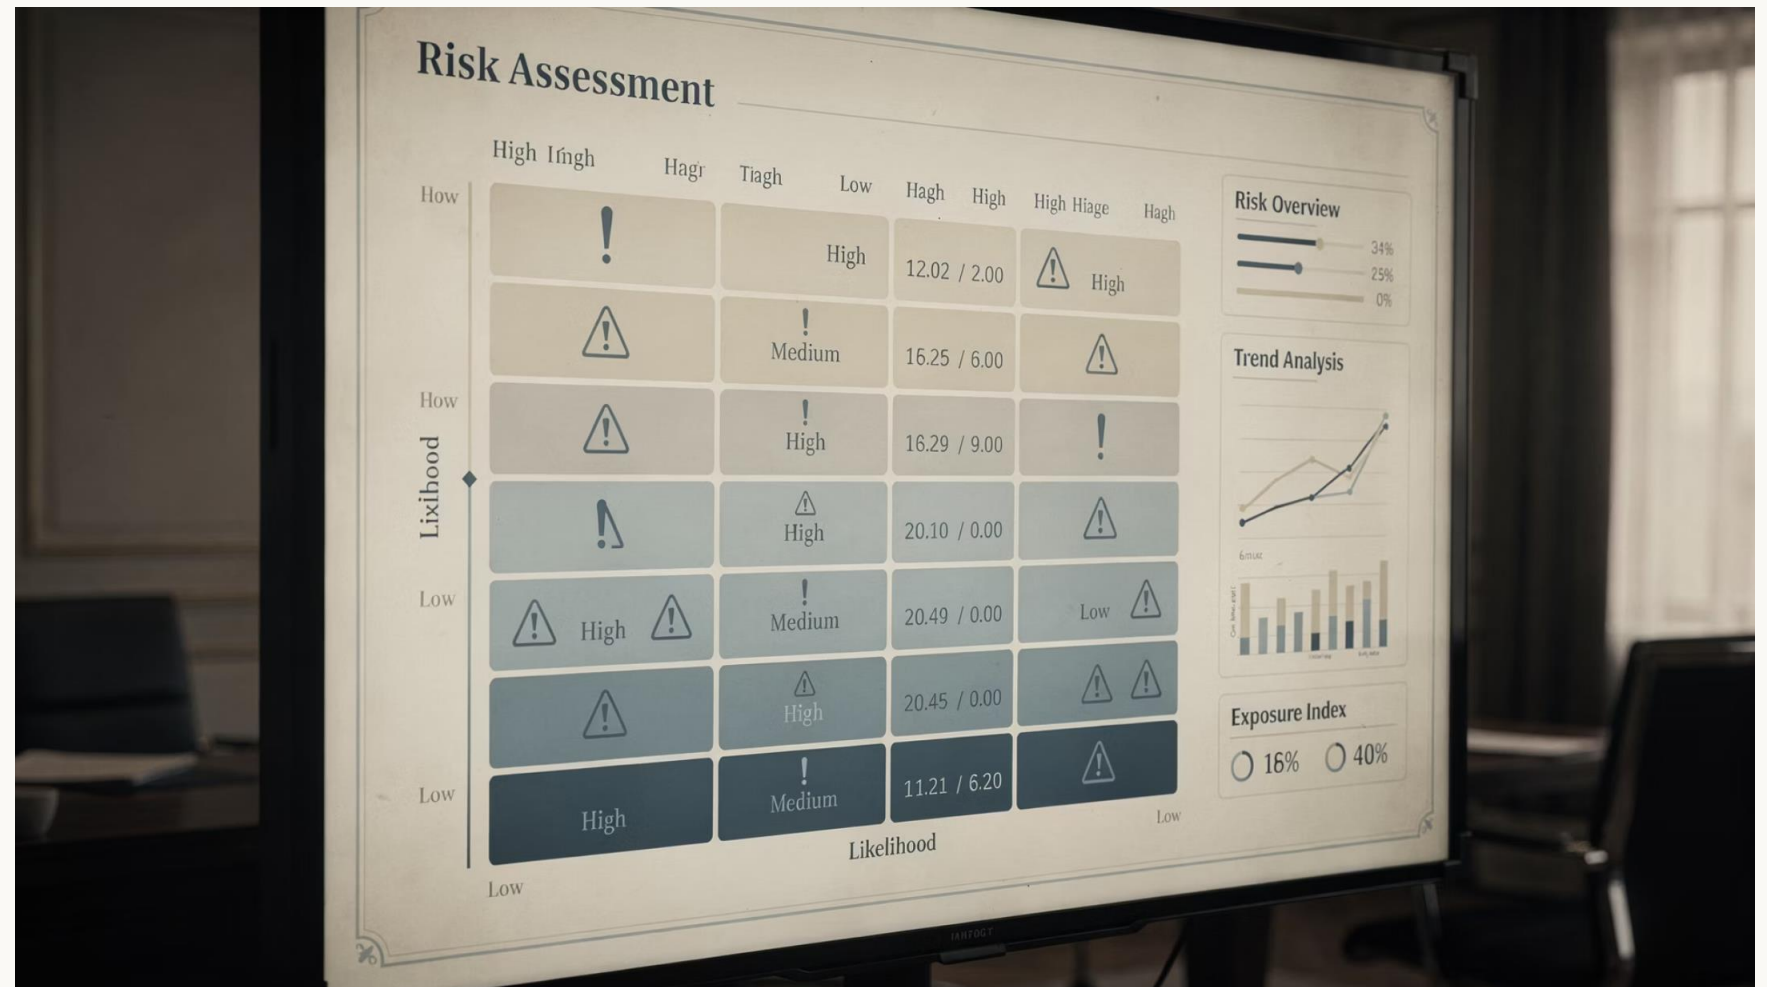 Risk Assessment
High Imgh Hagr Tiagh Low Hagh High High Hiage Hagh
How
High 12.02 / 2.00 High
Medium 16.25 / 6.00
How
High 16.29 / 9.00
Lixihood
High 20.10 / 0.00
Low
High Medium 20.49 / 0.00 Low
High 20.45 / 0.00
Low
High Medium 11.21 / 6.20
Low
Likelihood
Low
Risk Overview
34%
25%
0%
Trend Analysis
Exposure Index
16% 40%